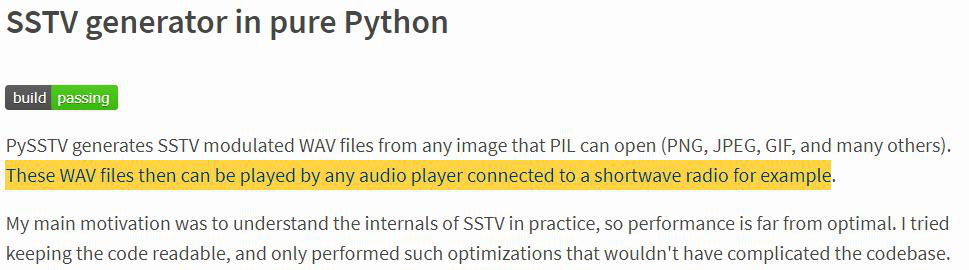 SSTV generator in pure Python
build passing
PySSTV generates SSTV modulated WAV files from any image that PIL can open (PNG, JPEG, GIF, and many others).
These WAV files then can be played by any audio player connected to a shortwave radio for example.
My main motivation was to understand the internals of SSTV in practice, so performance is far from optimal. I tried
keeping the code readable, and only performed such optimizations that wouldn't have complicated the codebase.